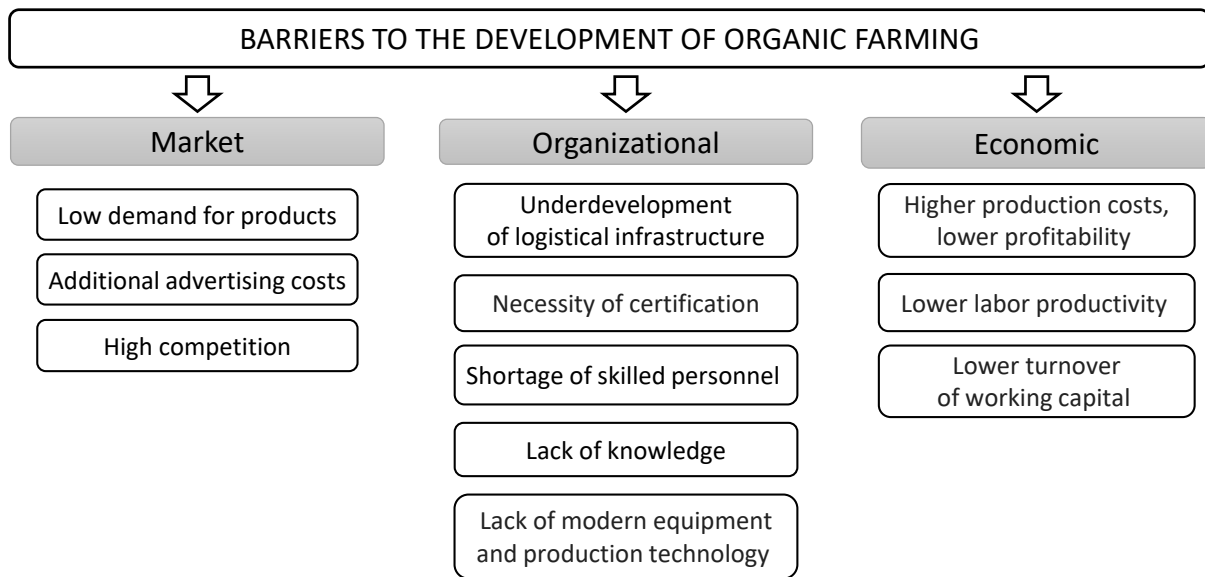 BARRIERS TO THE DEVELOPMENT OF ORGANIC FARMING
Market
Low demand for products
Additional advertising costs
High competition
Organizational
Underdevelopment
of logistical infrastructure
Necessity of certification
Shortage of skilled personnel
Lack of knowledge
Lack of modern equipment
and production technology
Economic
Higher production costs,
lower profitability
Lower labor productivity
Lower turnover
of working capital